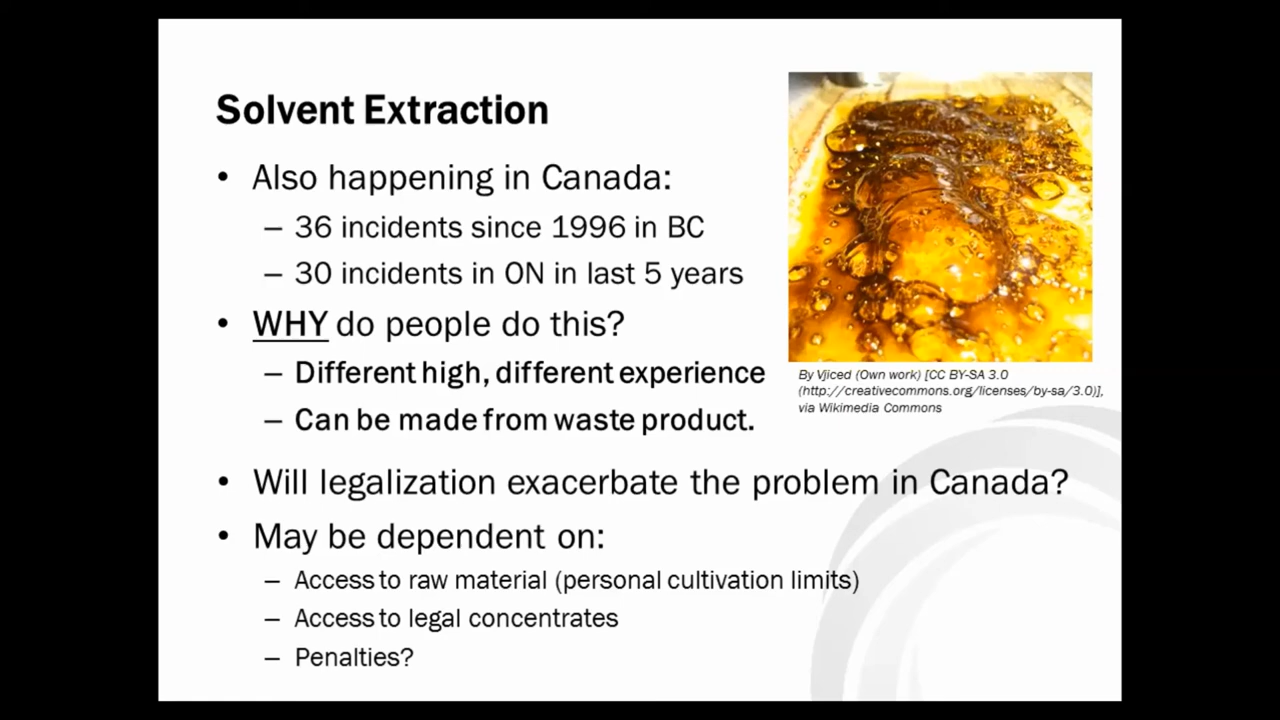 Solvent Extraction
• Also happening in Canada:
– 36 incidents since 1996 in BC
– 30 incidents in ON in last 5 years
• WHY do people do this?
– Different high, different experience
– Can be made from waste product.
By Vjiced (Own work) [CC BY-SA 3.0
(http://creativecommons.org/licenses/by-sa/3.0)],
via Wikimedia Commons
• Will legalization exacerbate the problem in Canada?
• May be dependent on:
– Access to raw material (personal cultivation limits)
– Access to legal concentrates
– Penalties?